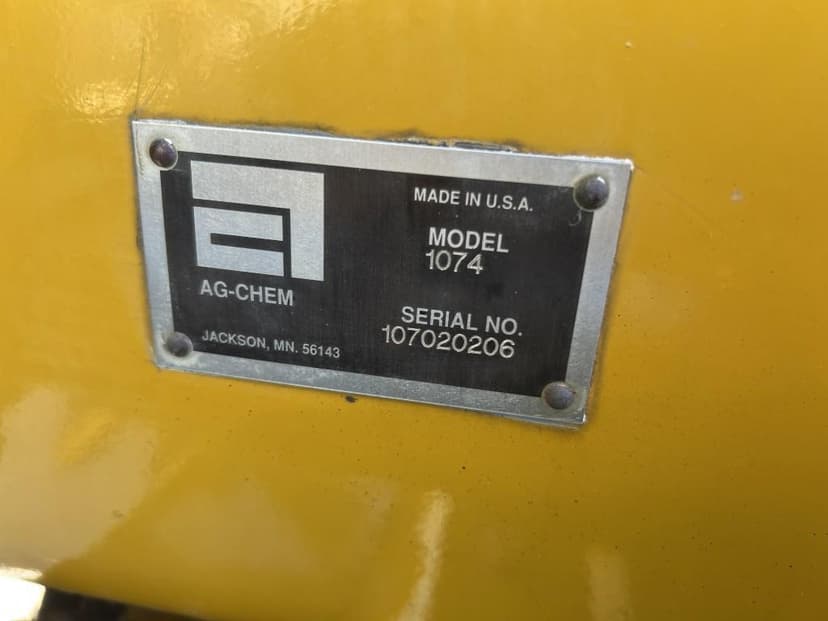 AG-CHEM
JACKSON, MN. 56143
MADE IN U.S.A.
MODEL
1074
SERIAL NO.
107020206